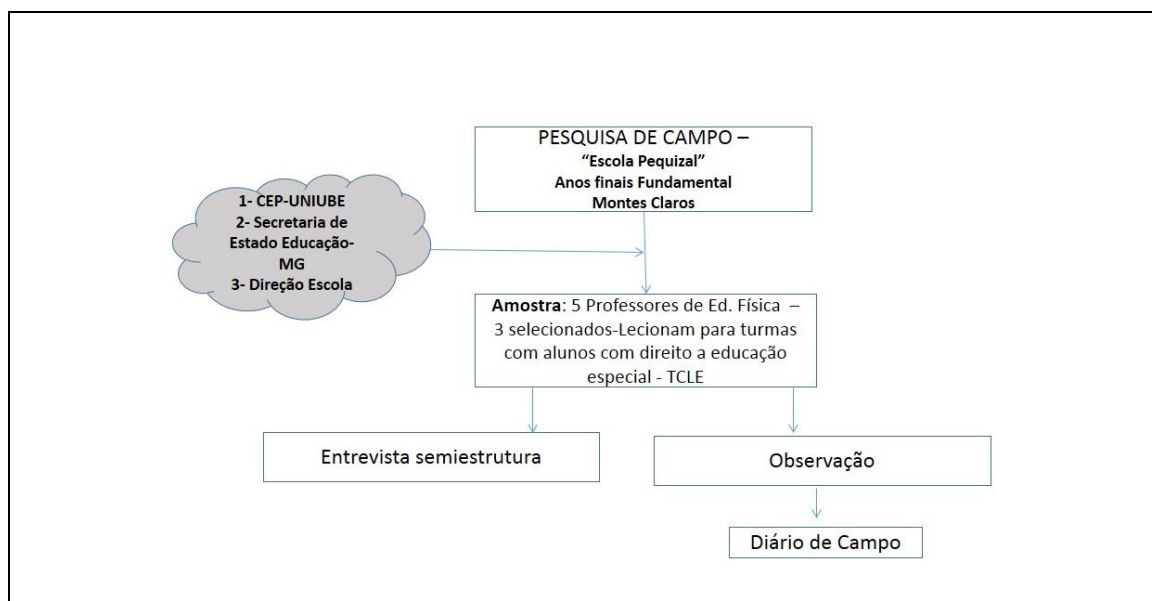 PESQUISA DE CAMPO –
“Escola Pequizal”
Anos finais Fundamental
Montes Claros
1- CEP-UNIUBE
2- Secretaria de
Estado Educação-
MG
3- Direção Escola
Amostra: 5 Professores de Ed. Física –
3 selecionados-Lecionam para turmas
com alunos com direito a educação
especial - TCLE
Entrevista semiestrutura
Observação
Diário de Campo